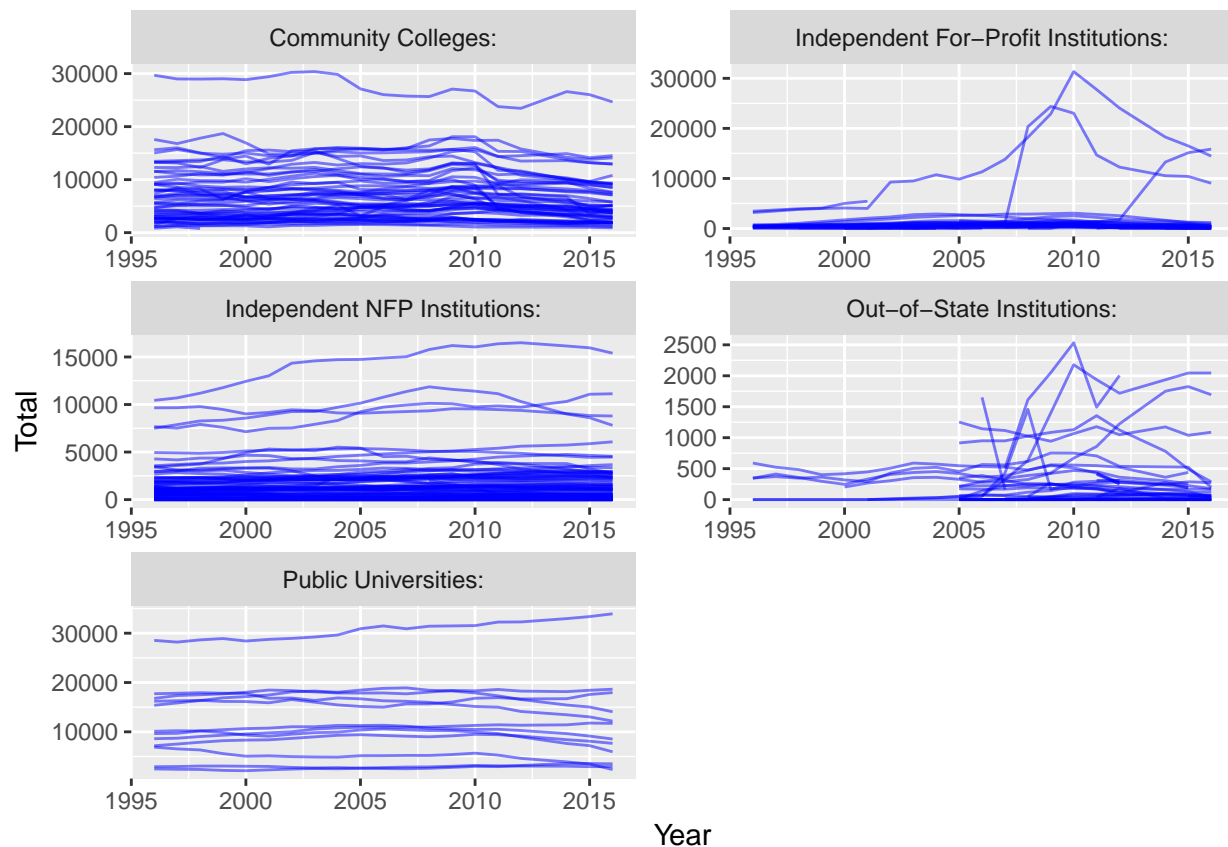 Community Colleges:
Independent For−Profit Institutions:
30000
20000
10000
0
30000
20000
10000
0
1995 2000 2005 2010 2015
1995 2000 2005 2010 2015
Independent NFP Institutions:
Out−of−State Institutions:
15000
10000
5000
0
2500
2000
1500
1000
500
0
1995 2000 2005 2010 2015
1995 2000 2005 2010 2015
Public Universities:
30000
20000
10000
1995 2000 2005 2010 2015
Total
Year